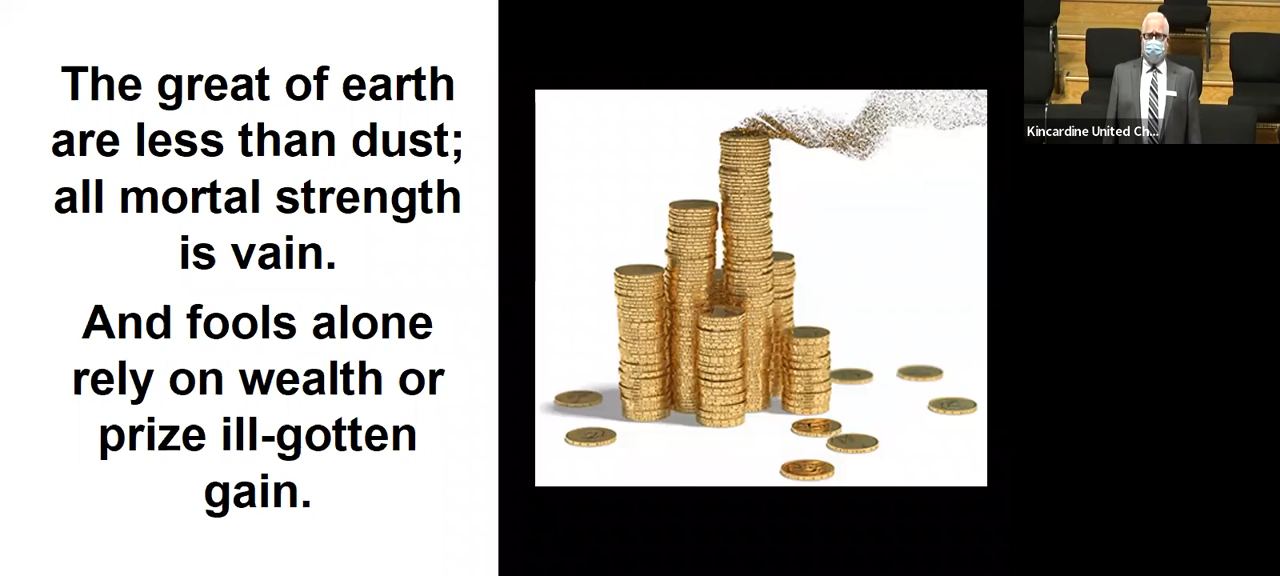 The great of earth
are less than dust;
all mortal strength
is vain.
And fools alone
rely on wealth or
prize ill-gotten
gain.
Kincardine United Ch...